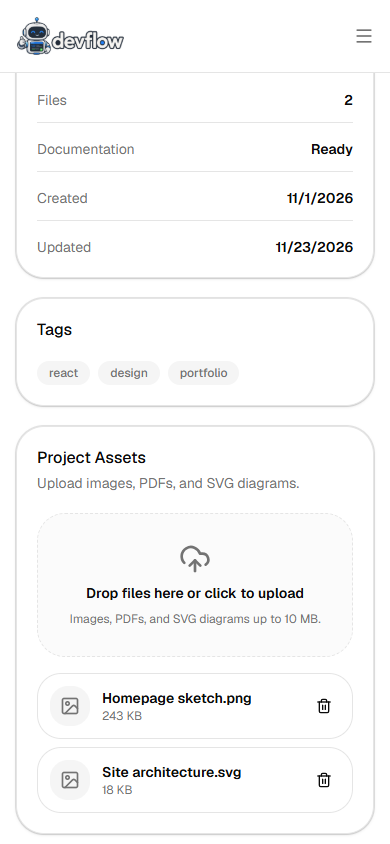 devflow
Files 2
Documentation Ready
Created 11/1/2026
Updated 11/23/2026
Tags
react design portfolio
Project Assets
Upload images, PDFs, and SVG diagrams.
Drop files here or click to upload
Images, PDFs, and SVG diagrams up to 10 MB.
Homepage sketch.png
243 KB
Site architecture.svg
18 KB